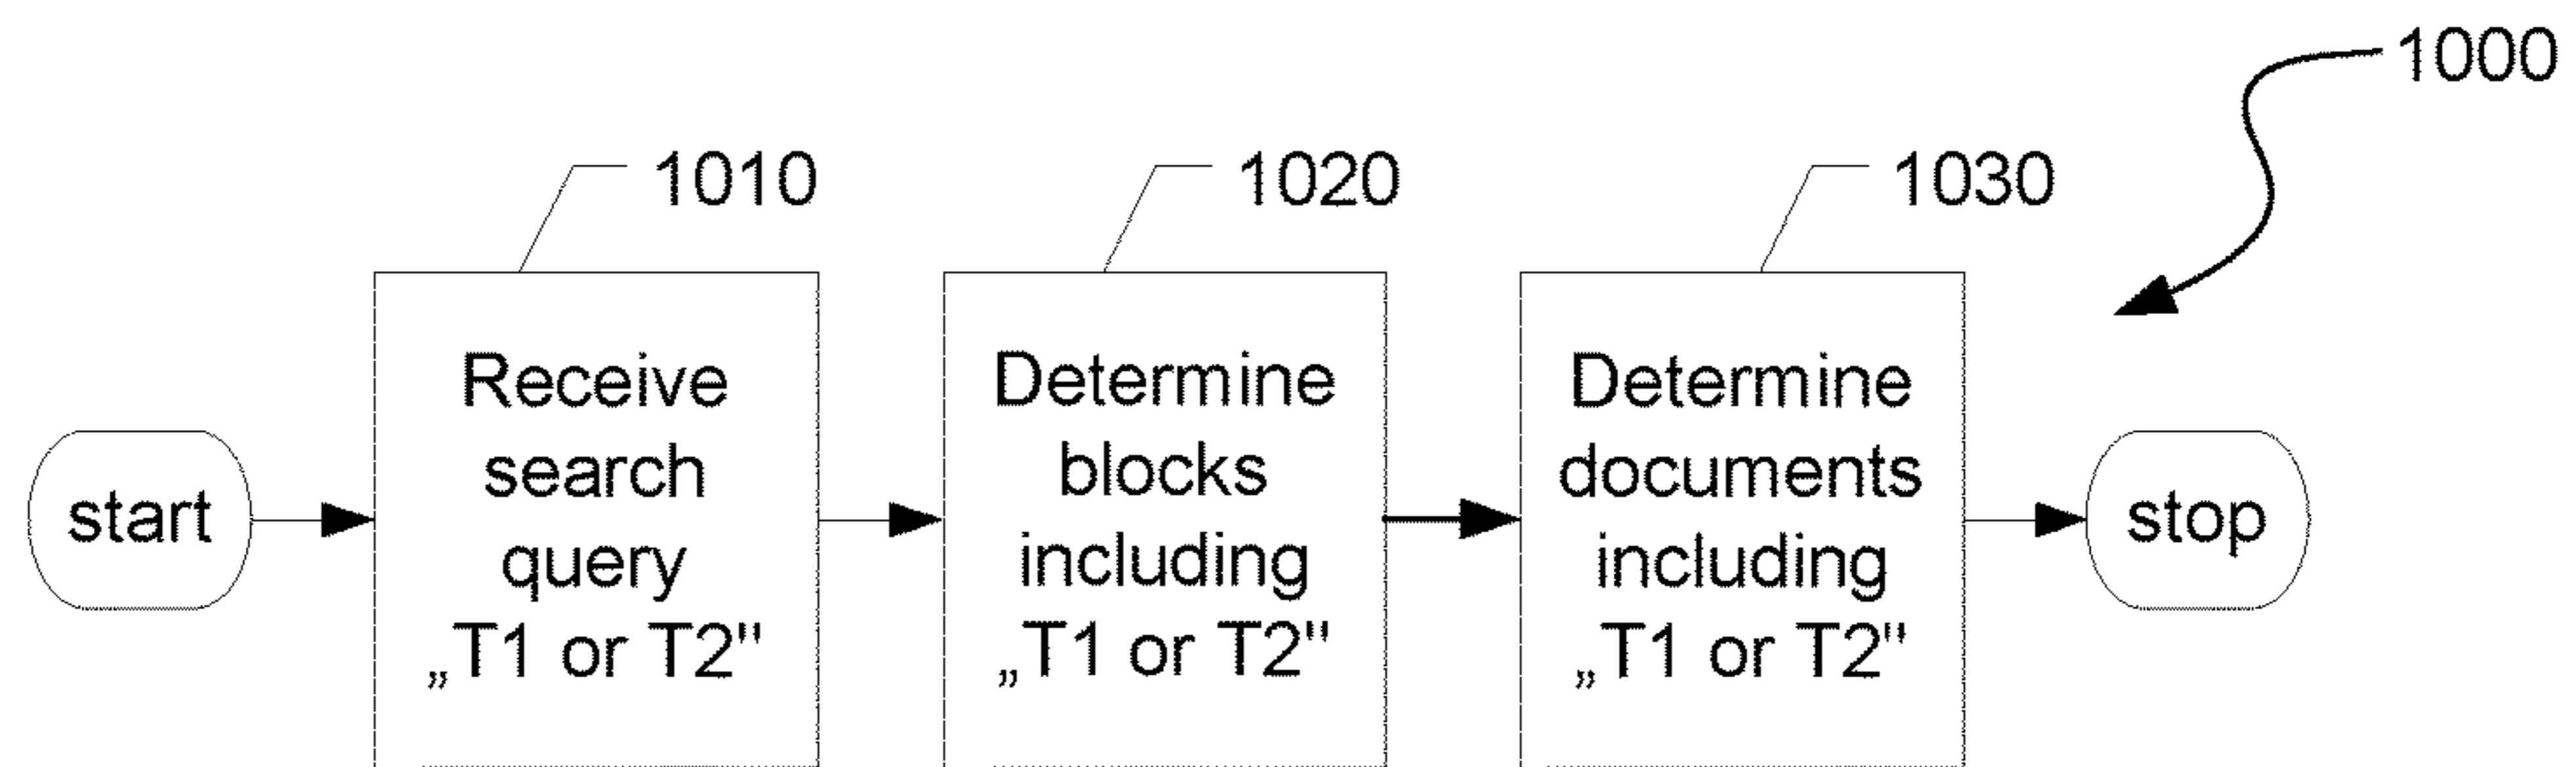 1000
1010
1020
1030
start
Receive
search
query
„T1 or T2"
Determine
blocks
including
„T1 or T2"
Determine
documents
including
„T1 or T2"
stop